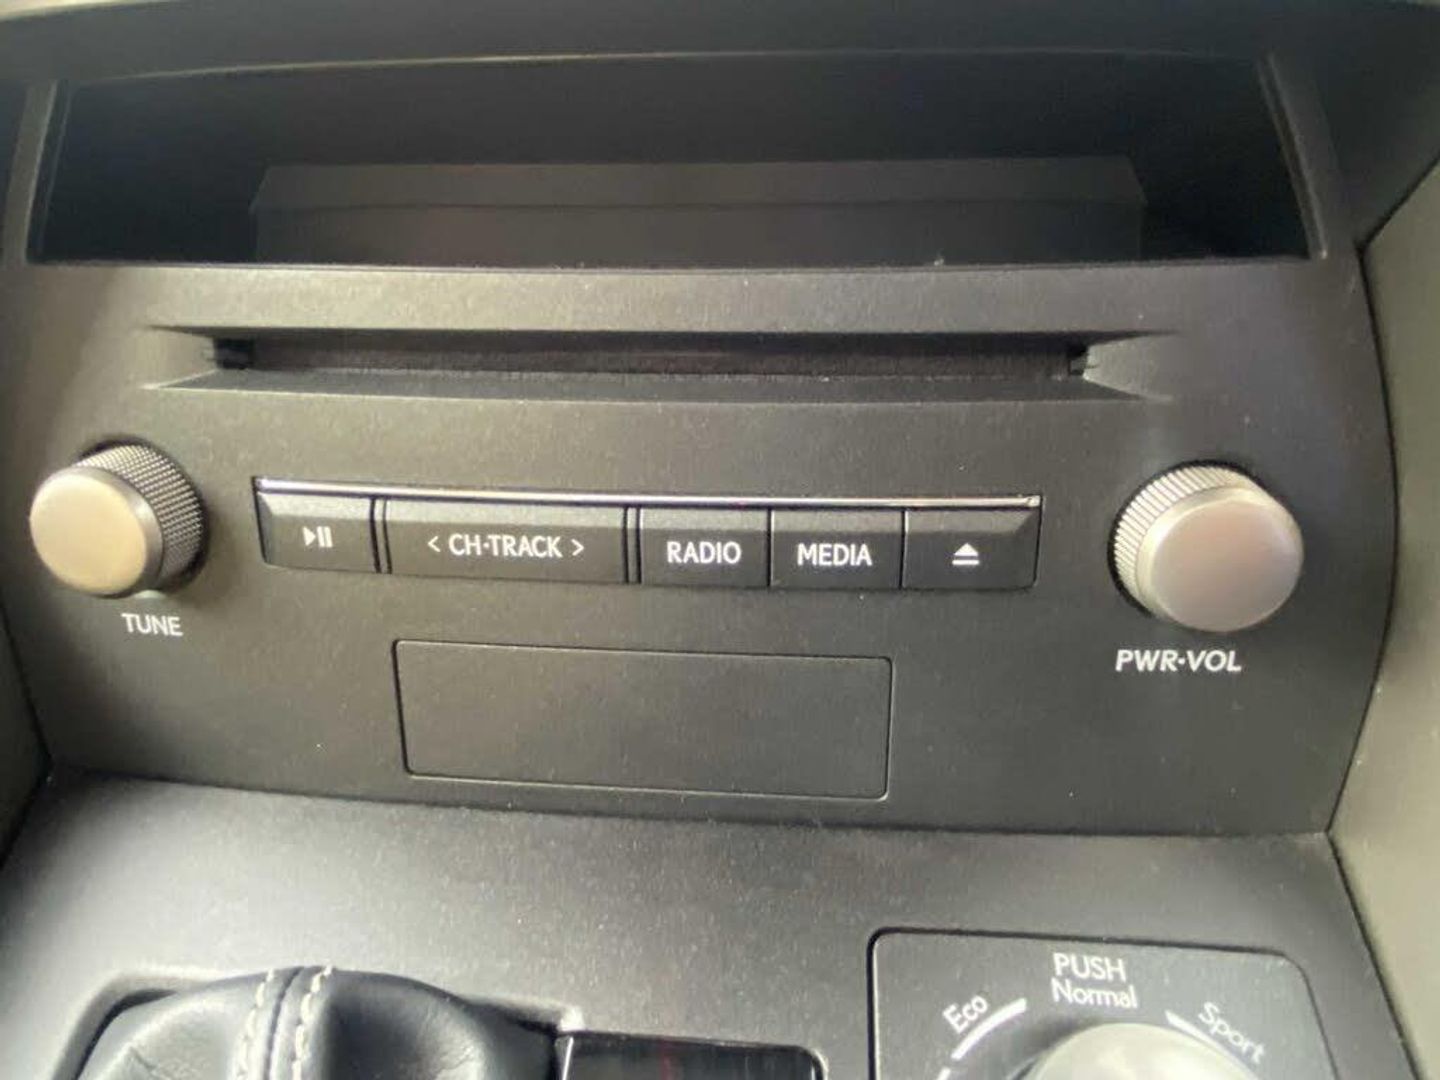 < CH·TRACK >
RADIO
MEDIA
TUNE
PWR·VOL
PUSH
Normal
Eco
Sport